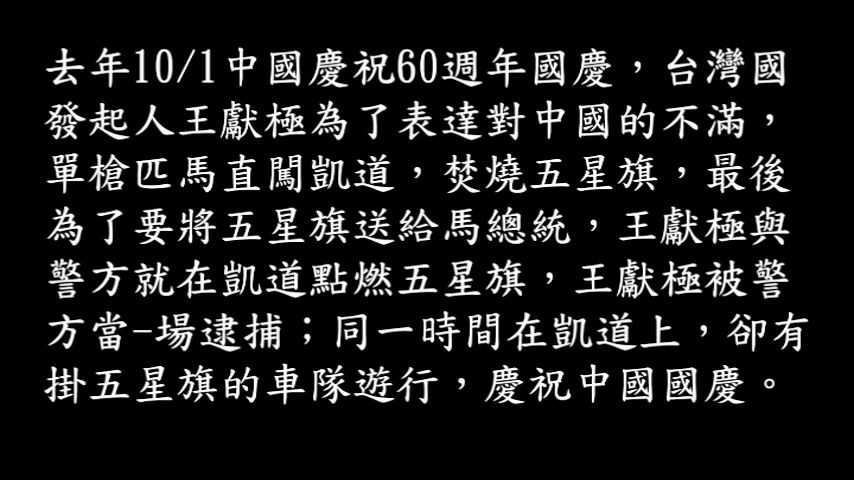 去年10/1中國慶祝60週年國慶，台灣國
發起人王獻極為了表達對中國的不滿，
單槍匹馬直闖凱道，焚燒五星旗，最後
為了要將五星旗送給馬總統，王獻極與
警方就在凱道點燃五星旗，王獻極被警
方當-場逮捕；同一時間在凱道上，卻有
掛五星旗的車隊遊行，慶祝中國國慶。